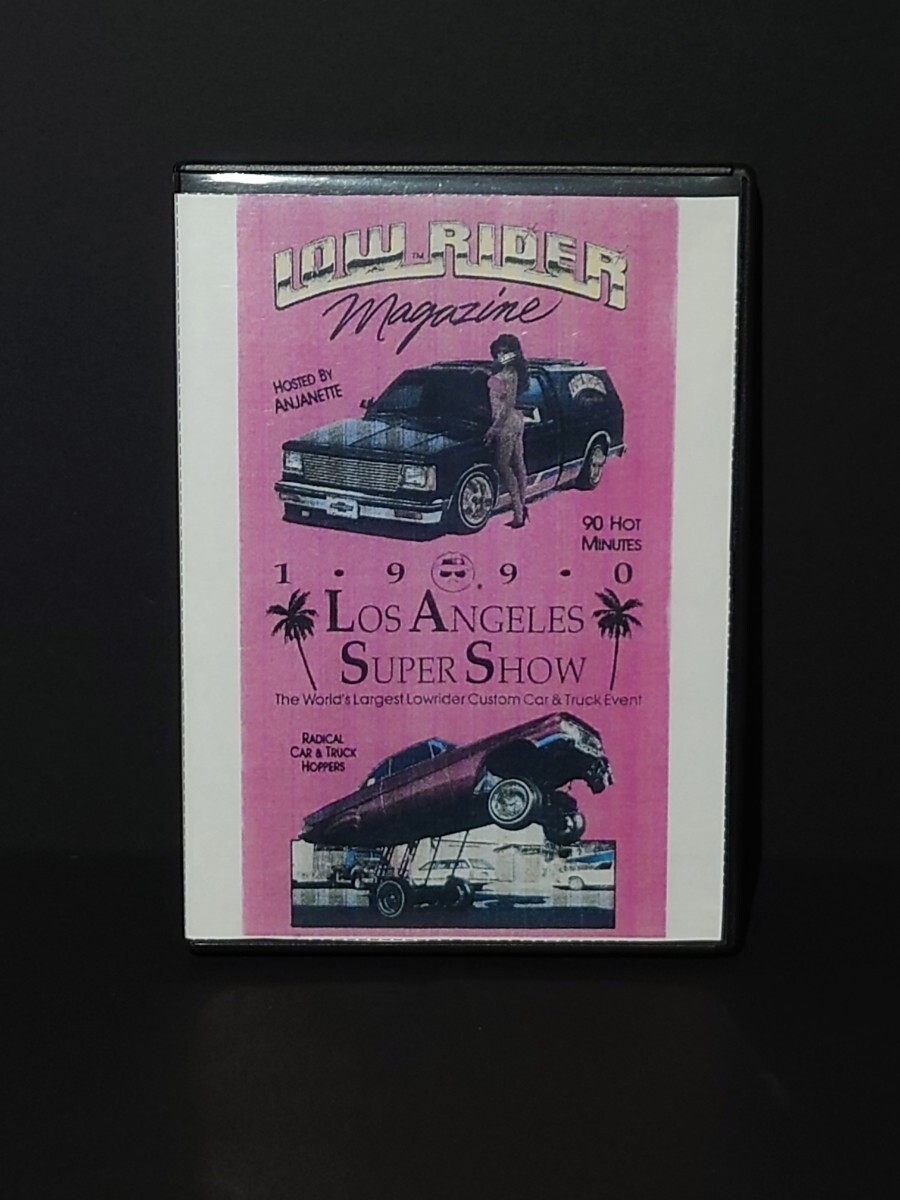 LOW RIDER™
Magazine
HOSTED BY
ANJANETTE
90 HOT
MINUTES
1 • 9 ® 9 • 0
LOS ANGELES
SUPER SHOW
The World's Largest Lowrider Custom Car & Truck Event
RADICAL
CAR & TRUCK
HOPPERS